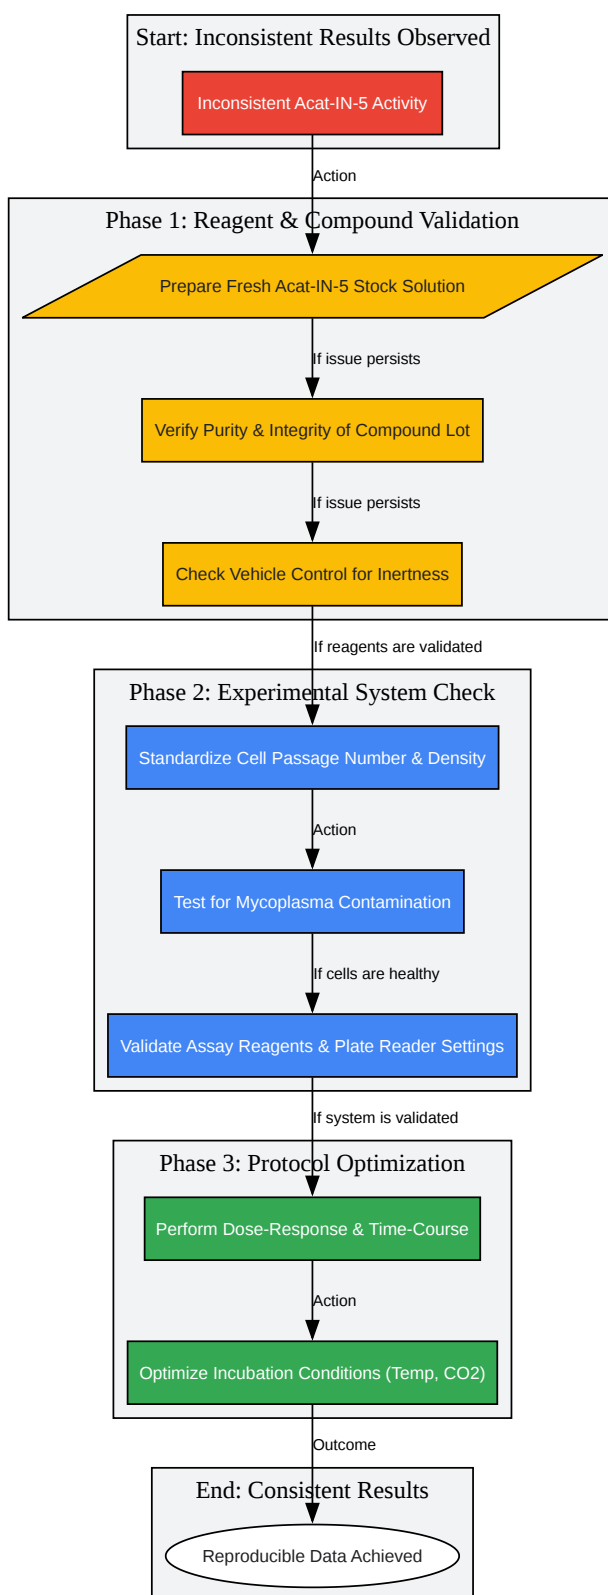 Start: Inconsistent Results Observed
Inconsistent Acat-IN-5 Activity
Action
Phase 1: Reagent & Compound Validation
Prepare Fresh Acat-IN-5 Stock Solution
If issue persists
Verify Purity & Integrity of Compound Lot
If issue persists
Check Vehicle Control for Inertness
If reagents are validated
Phase 2: Experimental System Check
Standardize Cell Passage Number & Density
Action
Test for Mycoplasma Contamination
If cells are healthy
Validate Assay Reagents & Plate Reader Settings
If system is validated
Phase 3: Protocol Optimization
Perform Dose-Response & Time-Course
Action
Optimize Incubation Conditions (Temp, CO2)
Outcome
End: Consistent Results
Reproducible Data Achieved